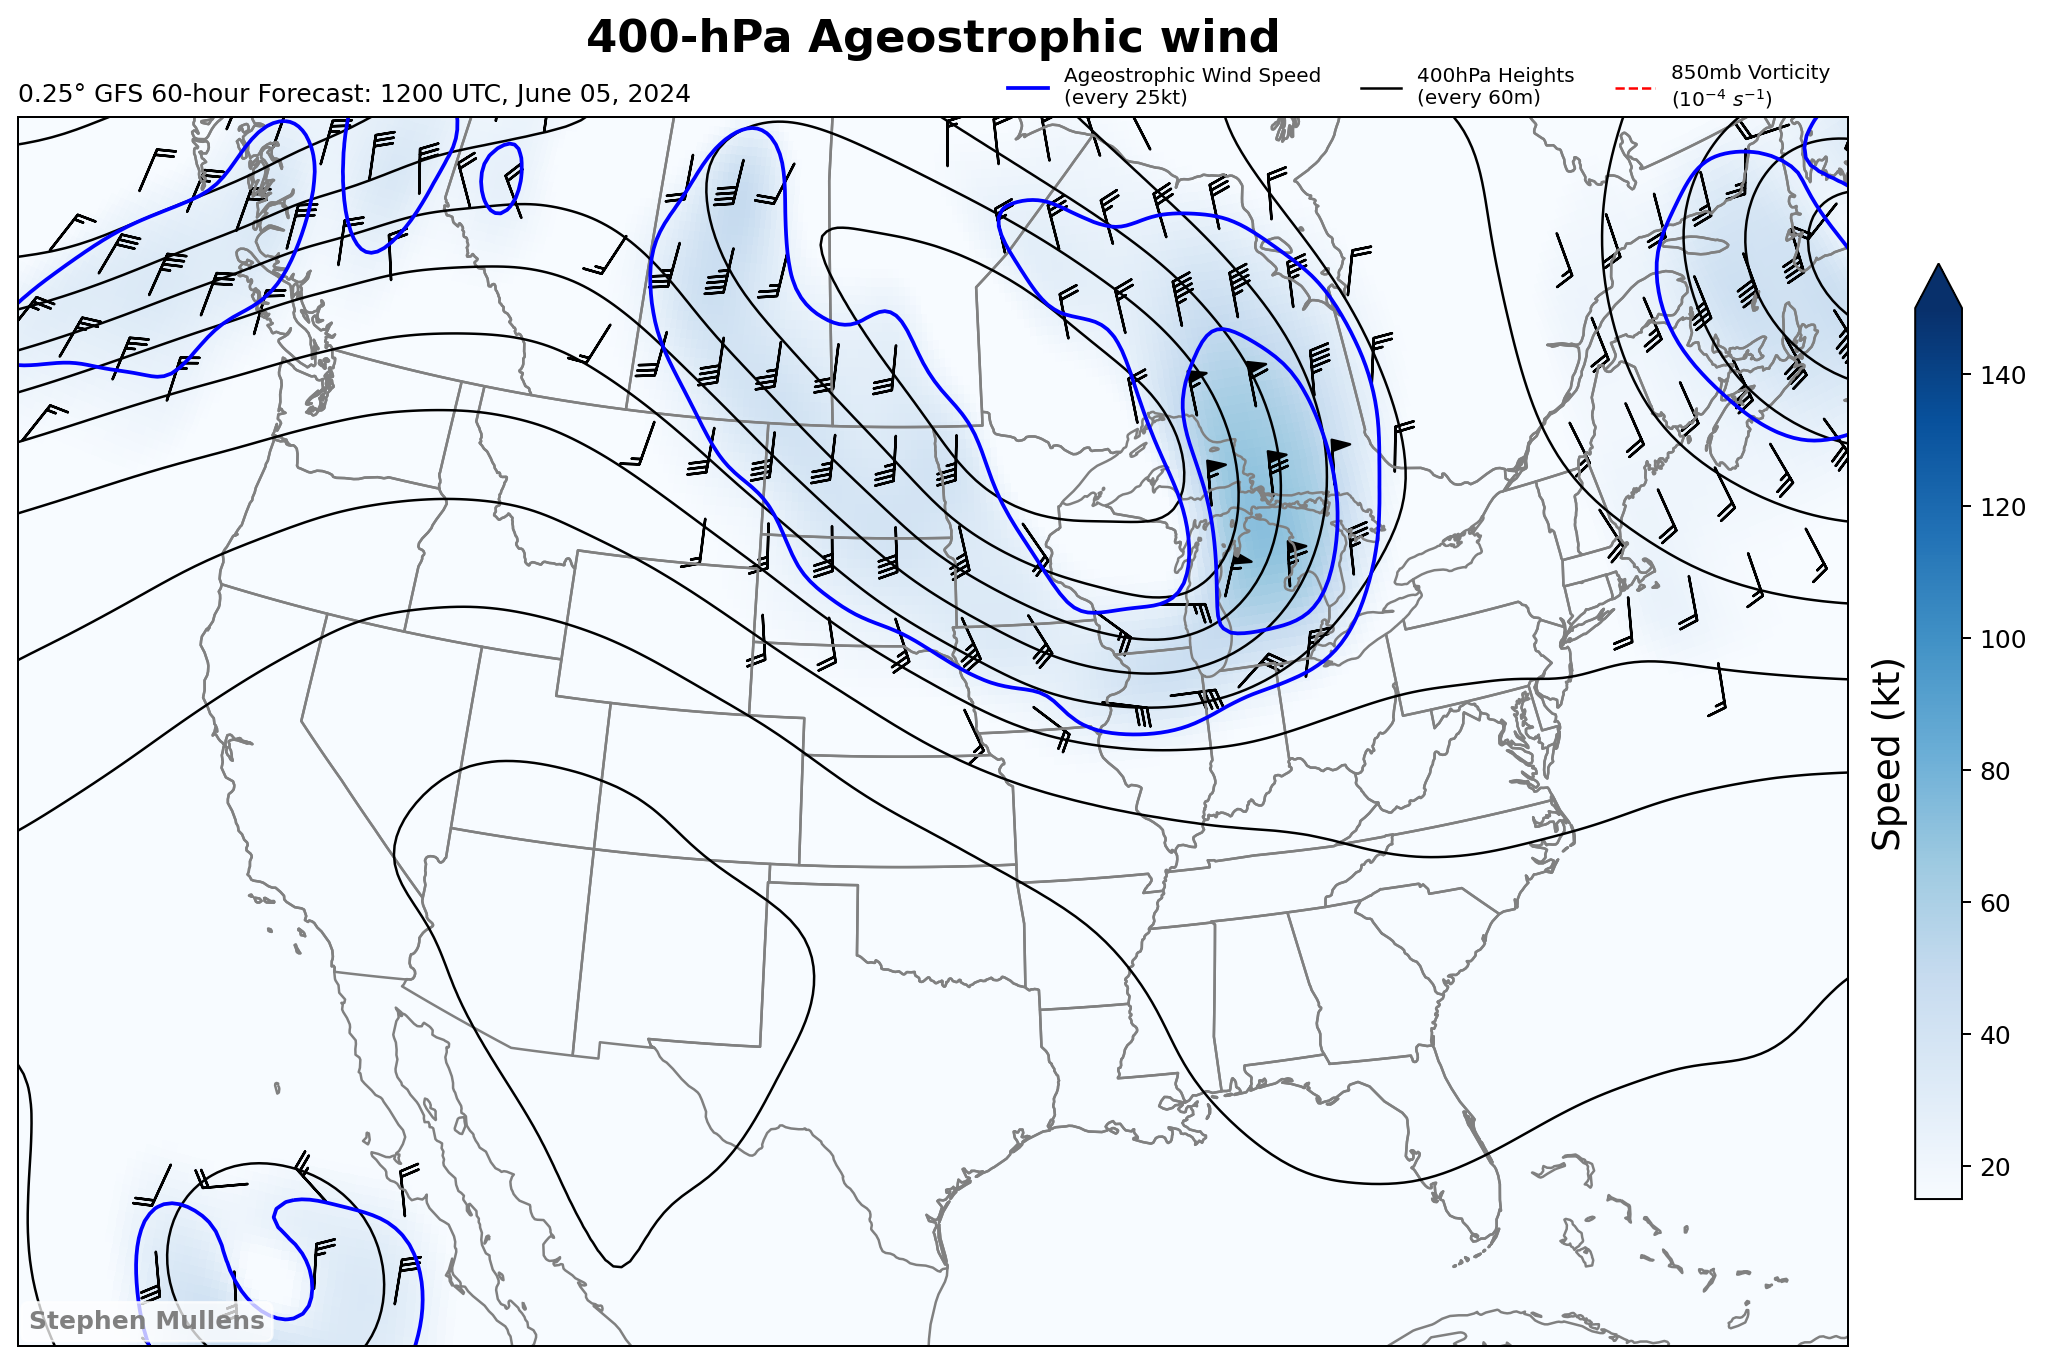 400-hPa Ageostrophic wind
0.25° GFS 60-hour Forecast: 1200 UTC, June 05, 2024
Ageostrophic Wind Speed
(every 25kt)
400hPa Heights
(every 60m)
850mb Vorticity
(10⁻⁴ s⁻¹)
140
120
100
80
60
40
20
Speed (kt)
Stephen Mullens